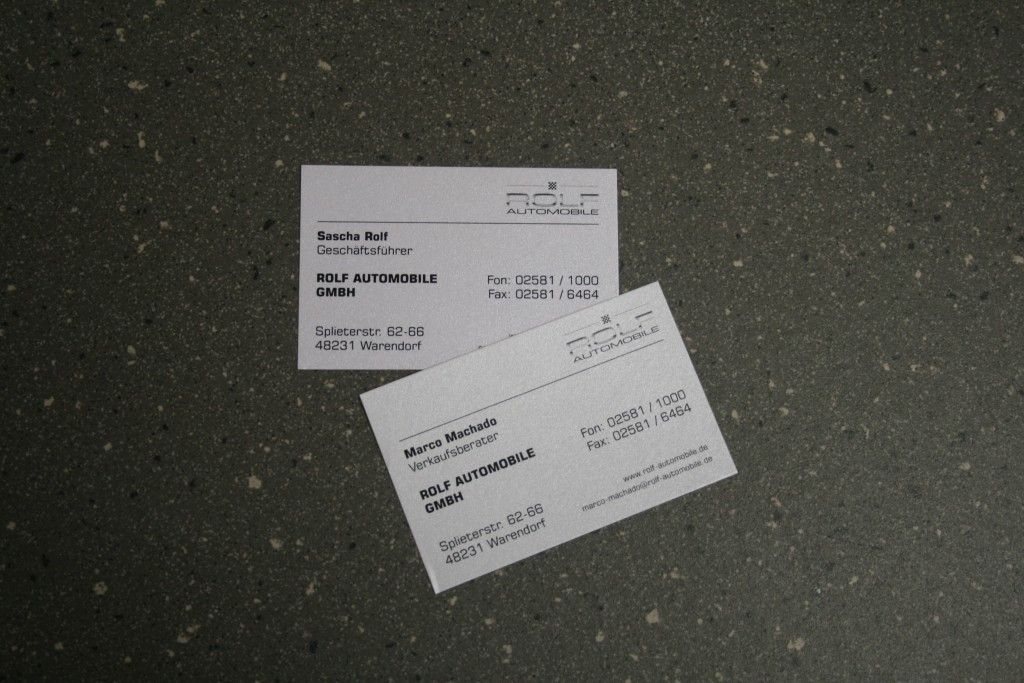 ROLF
AUTOMOBILE
Sascha Rolf
Geschäftsführer
ROLF AUTOMOBILE
GMBH
Fon: 02581 / 1000
Fax: 02581 / 6464
Splieterstr. 62-66
48231 Warendorf
ROLF
AUTOMOBILE
Marco Machado
Verkaufsberater
ROLF AUTOMOBILE
GMBH
Fon: 02581 / 1000
Fax: 02581 / 6464
www.rolf-automobile.de
marco-machado@rolf-automobile.de
Splieterstr. 62-66
48231 Warendorf